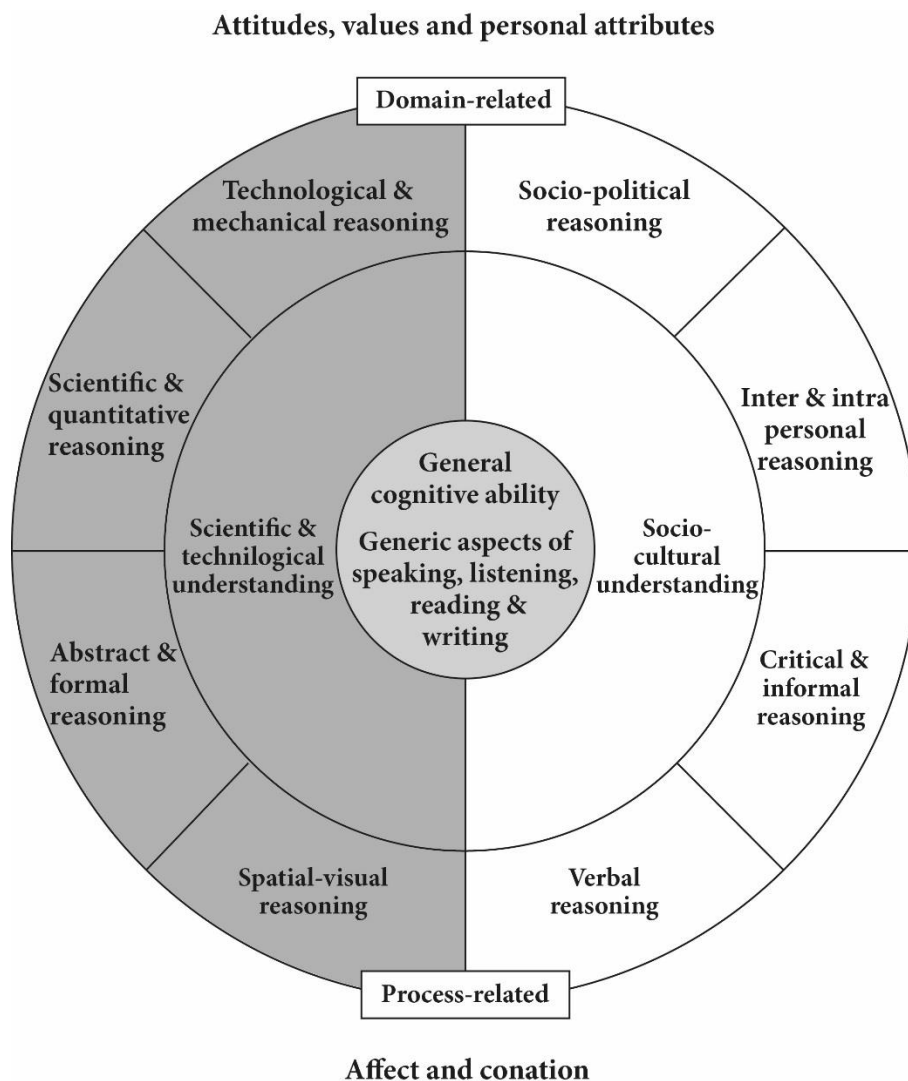 Attitudes, values and personal attributes
Domain-related
Technological &
mechanical reasoning
Socio-political
reasoning
Scientific &
quantitative
reasoning
Inter & intra
personal
reasoning
General
cognitive ability
Generic aspects of
speaking, listening,
reading &
writing
Scientific &
technilogical
understanding
Socio-
cultural
understanding
Abstract &
formal
reasoning
Critical &
informal
reasoning
Spatial-visual
reasoning
Verbal
reasoning
Process-related
Affect and conation